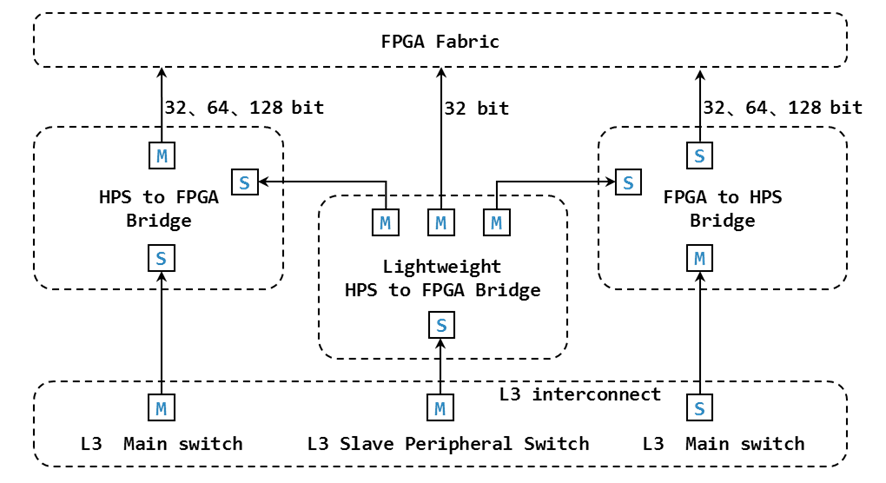 FPGA Fabric
32、64、128 bit
32 bit
32、64、128 bit
M
S
S
S
HPS to FPGA
Bridge
FPGA to HPS
Bridge
M
M
M
S
M
Lightweight
HPS to FPGA Bridge
S
L3 interconnect
M
M
S
L3 Main switch
L3 Slave Peripheral Switch
L3 Main switch